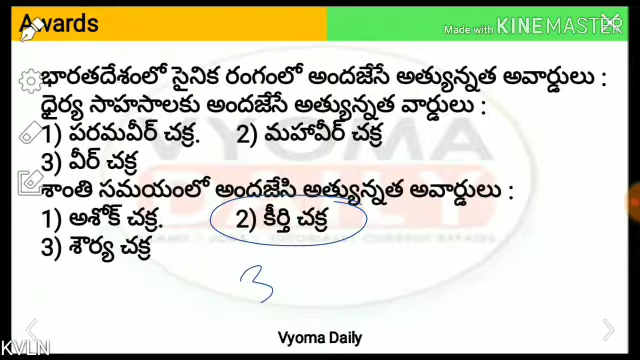 Awards
Made with KINEMASTER
భారతదేశంలో సైనిక రంగంలో అందజేసే అత్యున్నత అవార్డులు :
ధైర్య సాహసాలకు అందజేసే అత్యున్నత వార్డులు :
1) పరమవీర్ చక్ర. 2) మహావీర్ చక్ర
3) వీర్ చక్ర
శాంతి సమయంలో అందజేసే అత్యున్నత అవార్డులు :
1) అశోక్ చక్ర. 2) కీర్తి చక్ర
3) శౌర్య చక్ర
3
Vyoma Daily
KVLN
VYOMA
DAILY